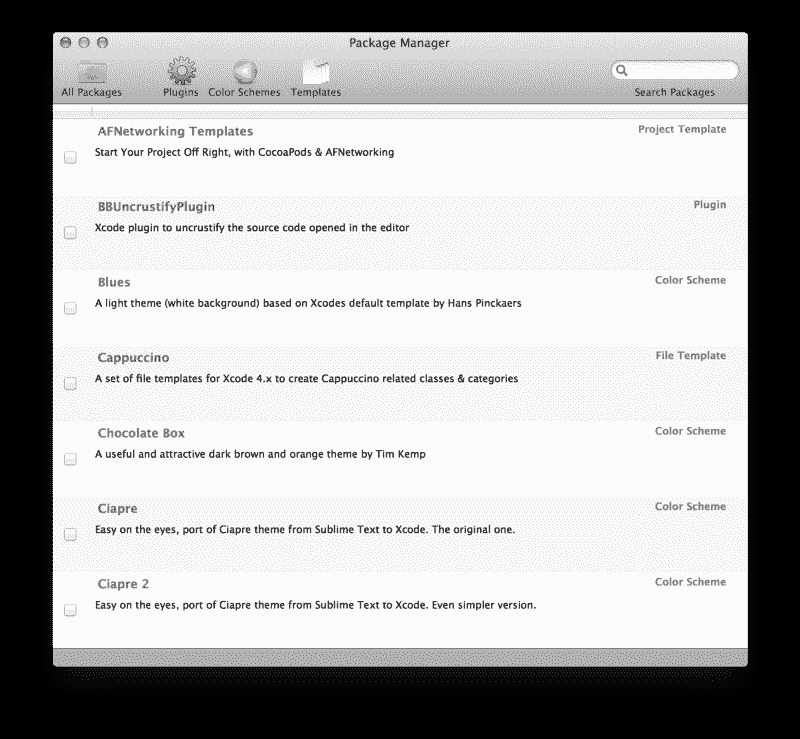 Package Manager
All Packages Plugins Color Schemes Templates Search Packages
AFNetworking Templates Project Template
Start Your Project Off Right, with CocoaPods & AFNetworking
BBUncrustifyPlugin Plugin
Xcode plugin to uncrustify the source code opened in the editor
Blues Color Scheme
A light theme (white background) based on Xcodes default template by Hans Pinckaers
Cappuccino File Template
A set of file templates for Xcode 4.x to create Cappuccino related classes & categories
Chocolate Box Color Scheme
A useful and attractive dark brown and orange theme by Tim Kemp
Ciapre Color Scheme
Easy on the eyes, port of Ciapre theme from Sublime Text to Xcode. The original one.
Ciapre 2 Color Scheme
Easy on the eyes, port of Ciapre theme from Sublime Text to Xcode. Even simpler version.